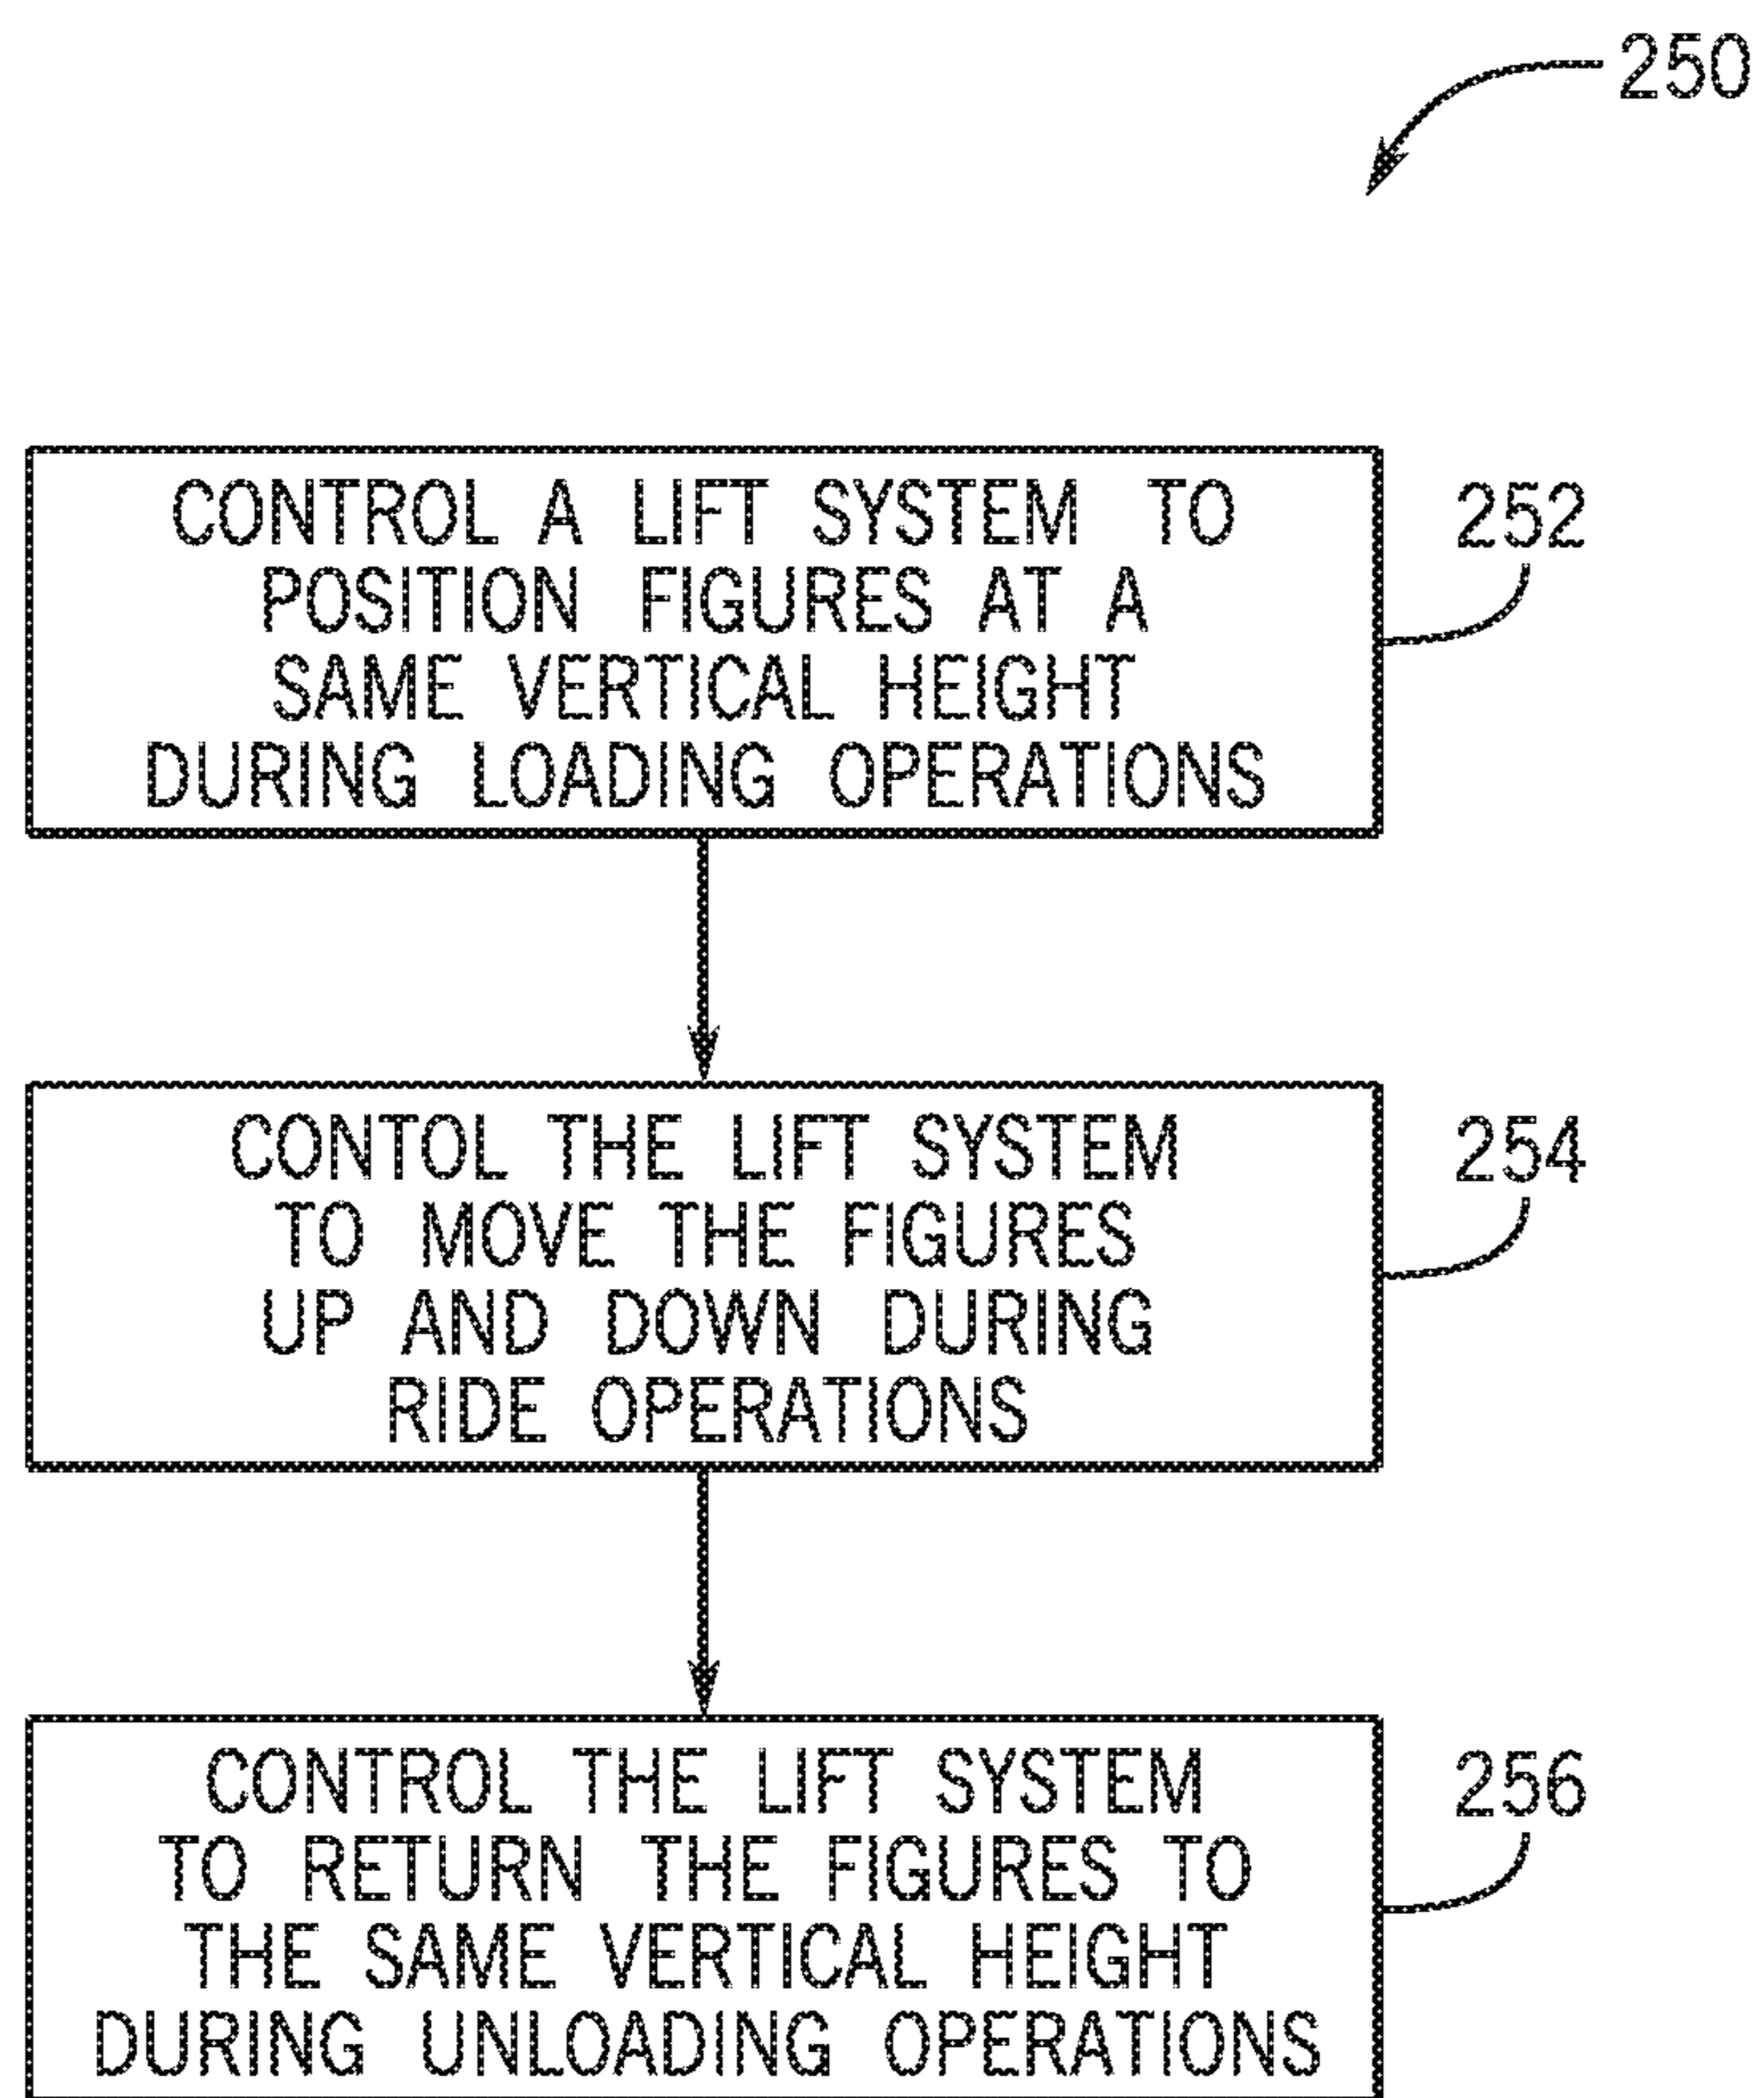 250
CONTROL A LIFT SYSTEM TO
POSITION FIGURES AT A
SAME VERTICAL HEIGHT
DURING LOADING OPERATIONS
252
CONTOL THE LIFT SYSTEM
TO MOVE THE FIGURES
UP AND DOWN DURING
RIDE OPERATIONS
254
CONTROL THE LIFT SYSTEM
TO RETURN THE FIGURES TO
THE SAME VERTICAL HEIGHT
DURING UNLOADING OPERATIONS
256